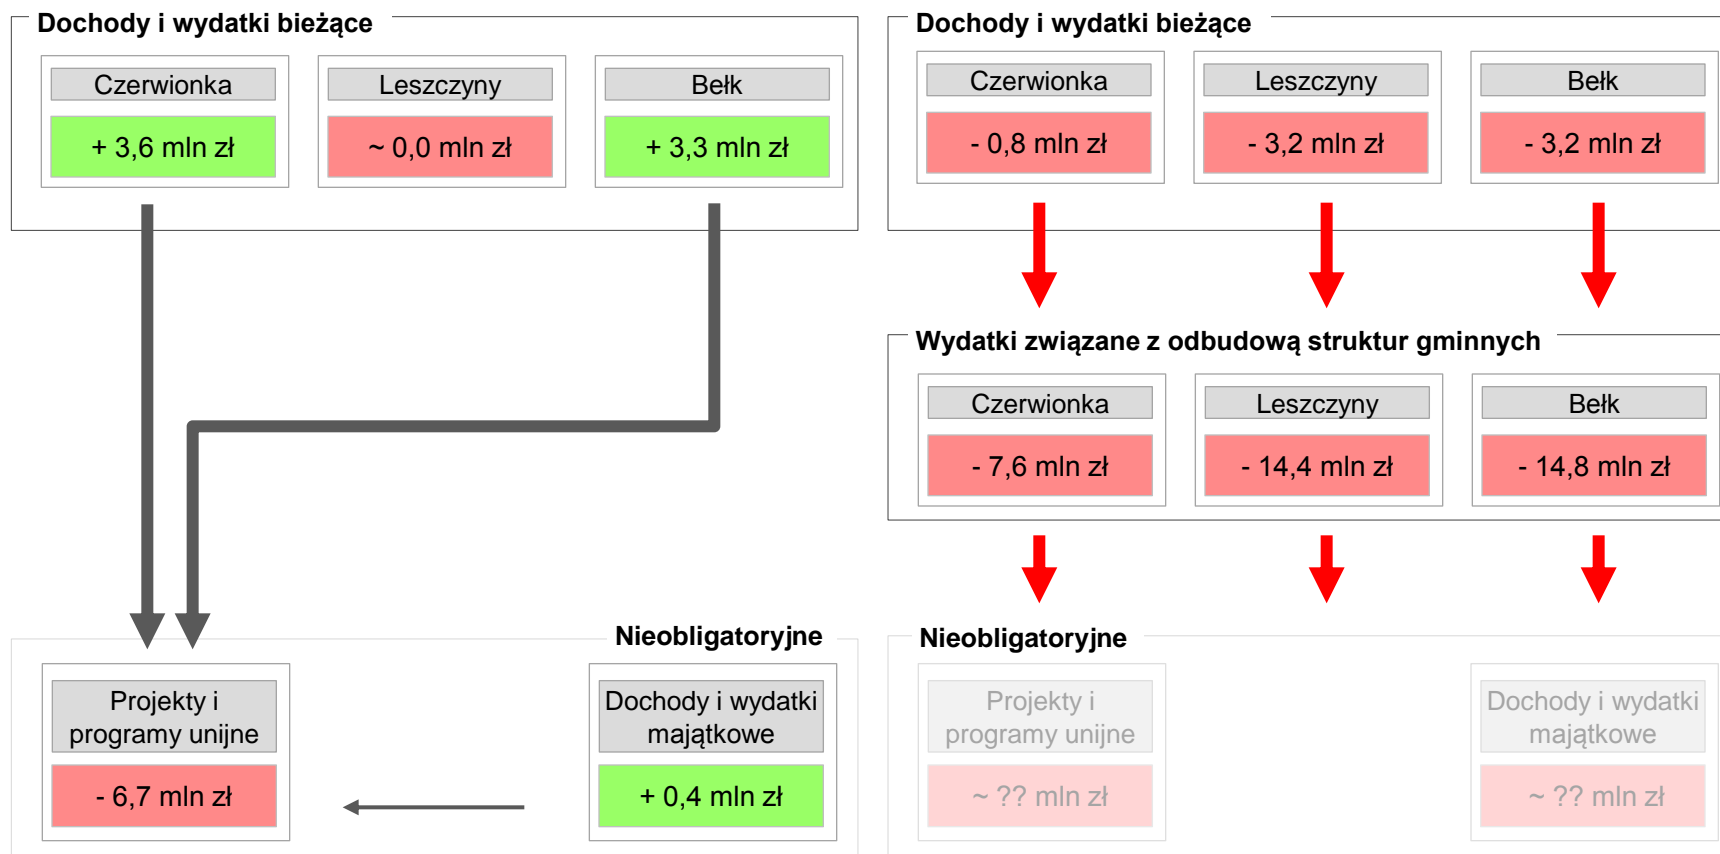 Dochody i wydatki bieżące
Czerwionka
Leszczyny
Bełk
+ 3,6 mln zł
~ 0,0 mln zł
+ 3,3 mln zł
Nieobligatoryjne
Projekty i
programy unijne
- 6,7 mln zł
Dochody i wydatki
majątkowe
+ 0,4 mln zł
Dochody i wydatki bieżące
Czerwionka
Leszczyny
Bełk
- 0,8 mln zł
- 3,2 mln zł
- 3,2 mln zł
Wydatki związane z odbudową struktur gminnych
Czerwionka
Leszczyny
Bełk
- 7,6 mln zł
- 14,4 mln zł
- 14,8 mln zł
Nieobligatoryjne
Projekty i
programy unijne
~ ?? mln zł
Dochody i wydatki
majątkowe
~ ?? mln zł